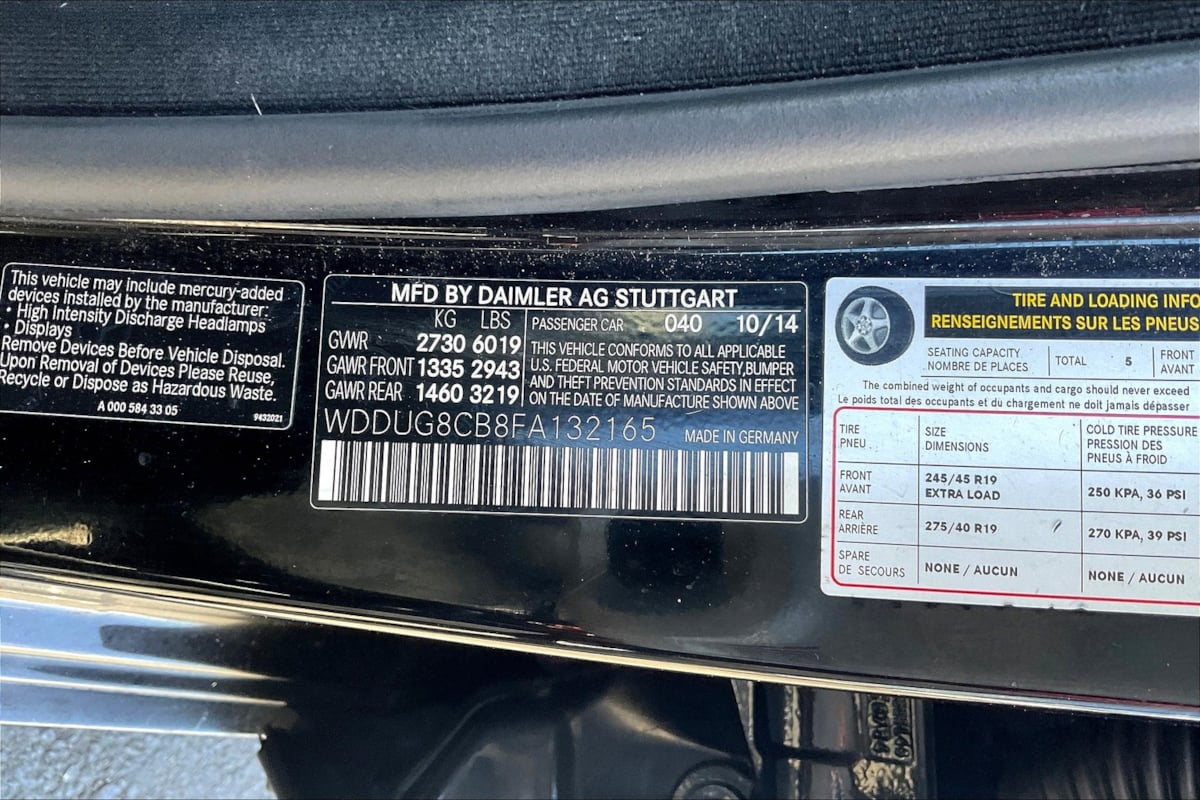 This vehicle may include mercury-added
devices installed by the manufacturer:
• High Intensity Discharge Headlamps
• Displays
Remove Devices Before Vehicle Disposal.
Upon Removal of Devices Please Reuse,
Recycle or Dispose as Hazardous Waste.
A 000 584 33 05
9432021
MFD BY DAIMLER AG STUTTGART
KG LBS
GWWR 2730 6019
GAWR FRONT 1335 2943
GAWR REAR 1460 3219
PASSENGER CAR 040 10/14
THIS VEHICLE CONFORMS TO ALL APPLICABLE
U.S. FEDERAL MOTOR VEHICLE SAFETY,BUMPER
AND THEFT PREVENTION STANDARDS IN EFFECT
ON THE DATE OF MANUFACTURE SHOWN ABOVE
WDDUG8CB8FA132165 MADE IN GERMANY
TIRE AND LOADING INFO
RENSEIGNEMENTS SUR LES PNEUS
SEATING CAPACITY
NOMBRE DE PLACES
TOTAL 5
FRONT
AVANT
The combined weight of occupants and cargo should never exceed
Le poids total des occupants et du chargement ne doit jamais dépasser
TIRE
PNEU
SIZE
DIMENSIONS
COLD TIRE PRESSURE
PRESSION DES
PNEUS À FROID
FRONT
AVANT
245/45 R19
EXTRA LOAD
250 KPA, 36 PSI
REAR
ARRIÈRE
275/40 R19
270 KPA, 39 PSI
SPARE
DE SECOURS
NONE / AUCUN
NONE / AUCUN